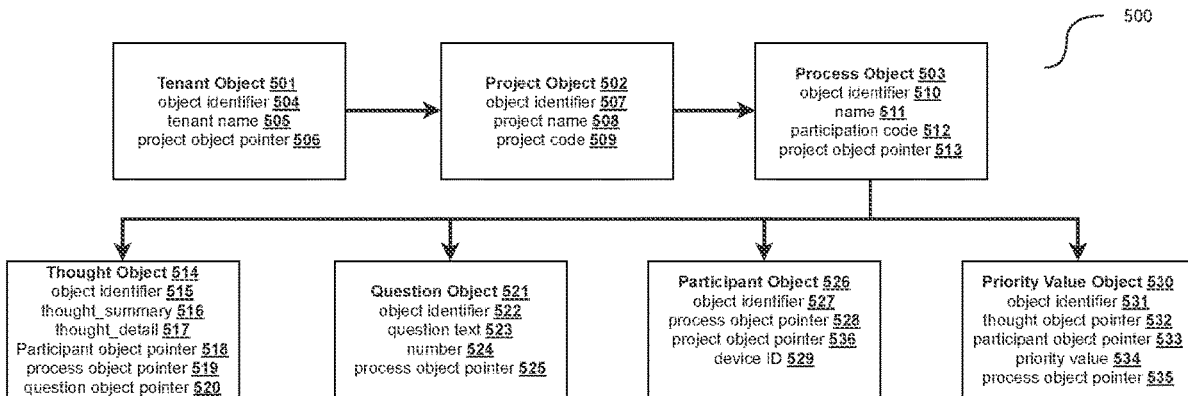 500
Tenant Object 501
object identifier 504
tenant name 505
project object pointer 506
Project Object 502
object identifier 507
project name 508
project code 509
Process Object 503
object identifier 510
name 511
participation code 512
project object pointer 513
Thought Object 514
object identifier 515
thought_summary 516
thought_detail 517
Participant object pointer 518
process object pointer 519
question object pointer 520
Question Object 521
object identifier 522
question text 523
number 524
process object pointer 525
Participant Object 526
object identifier 527
process object pointer 528
project object pointer 536
device ID 529
Priority Value Object 530
object identifier 531
thought object pointer 532
participant object pointer 533
priority value 534
process object pointer 535